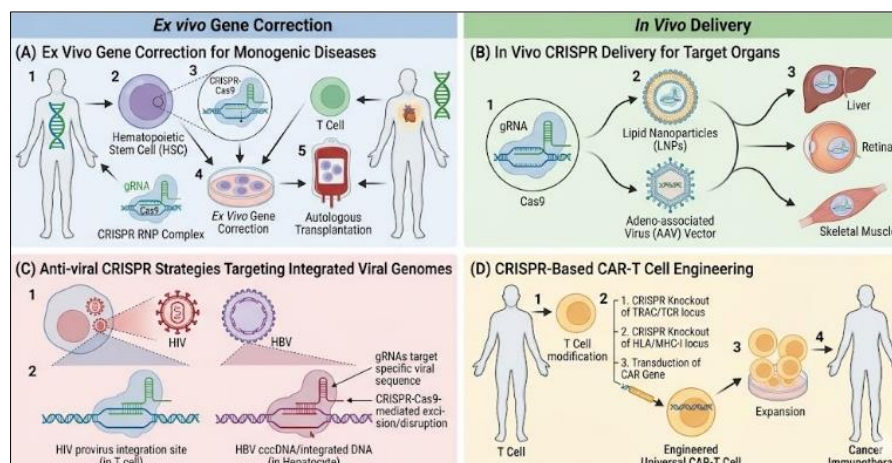 Ex vivo Gene Correction
In Vivo Delivery
(A) Ex Vivo Gene Correction for Monogenic Diseases
1
2
3
CRISPR-
Cas9
Hematopoietic
Stem Cell (HSC)
T Cell
gRNA
Cas9
CRISPR RNP Complex
4
Ex Vivo Gene
Correction
5
Autologous
Transplantation
(B) In Vivo CRISPR Delivery for Target Organs
1
gRNA
Cas9
2
Lipid Nanoparticles
(LNPs)
Adeno-associated
Virus (AAV) Vector
3
Liver
Retina
Skeletal Muscle
(C) Anti-viral CRISPR Strategies Targeting Integrated Viral Genomes
1
HIV
HBV
gRNAs target
specific viral
sequence
CRISPR-Cas9-
mediated exci-
sion/disruption
2
HIV provirus integration site
(in T cell)
HBV cccDNA/integrated DNA
(in Hepatocyte)
(D) CRISPR-Based CAR-T Cell Engineering
1
T Cell
modification
2
1. CRISPR Knockout
of TRAC/TCR locus
2. CRISPR Knockout
of HLA/MHC-I locus
3. Transduction of
CAR Gene
3
Expansion
4
T Cell
Engineered
Universal CAR-T Cell
Cancer
Immunothera